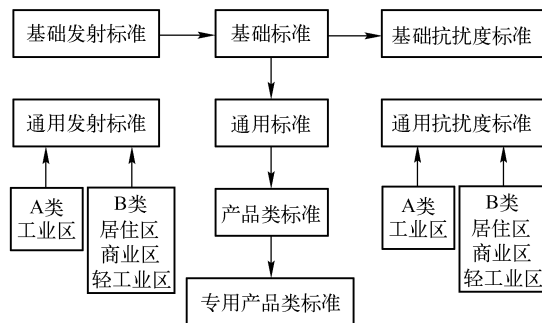 基础发射标准
基础标准
基础抗扰度标准
通用发射标准
通用标准
通用抗扰度标准
A类
工业区
B类
居住区
商业区
轻工业区
产品类标准
A类
工业区
B类
居住区
商业区
轻工业区
专用产品类标准